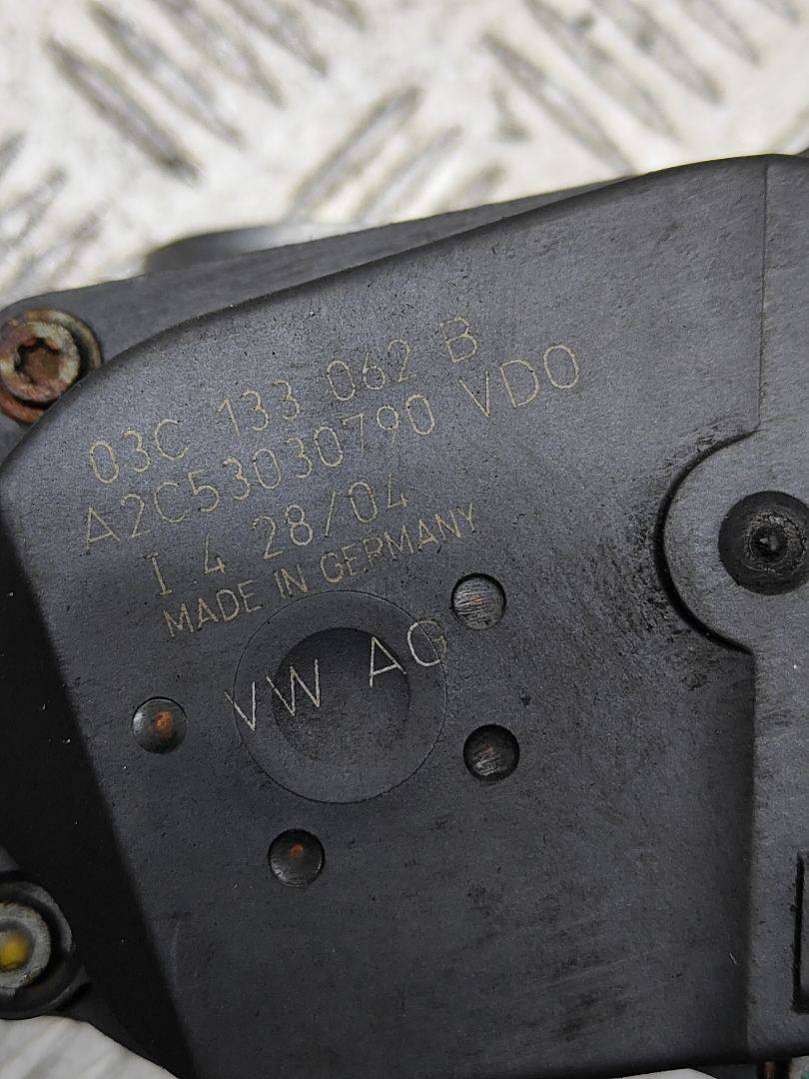 03C 133 062 B
A2C53030790 VDO
I 4 28/04
MADE IN GERMANY
VW AG